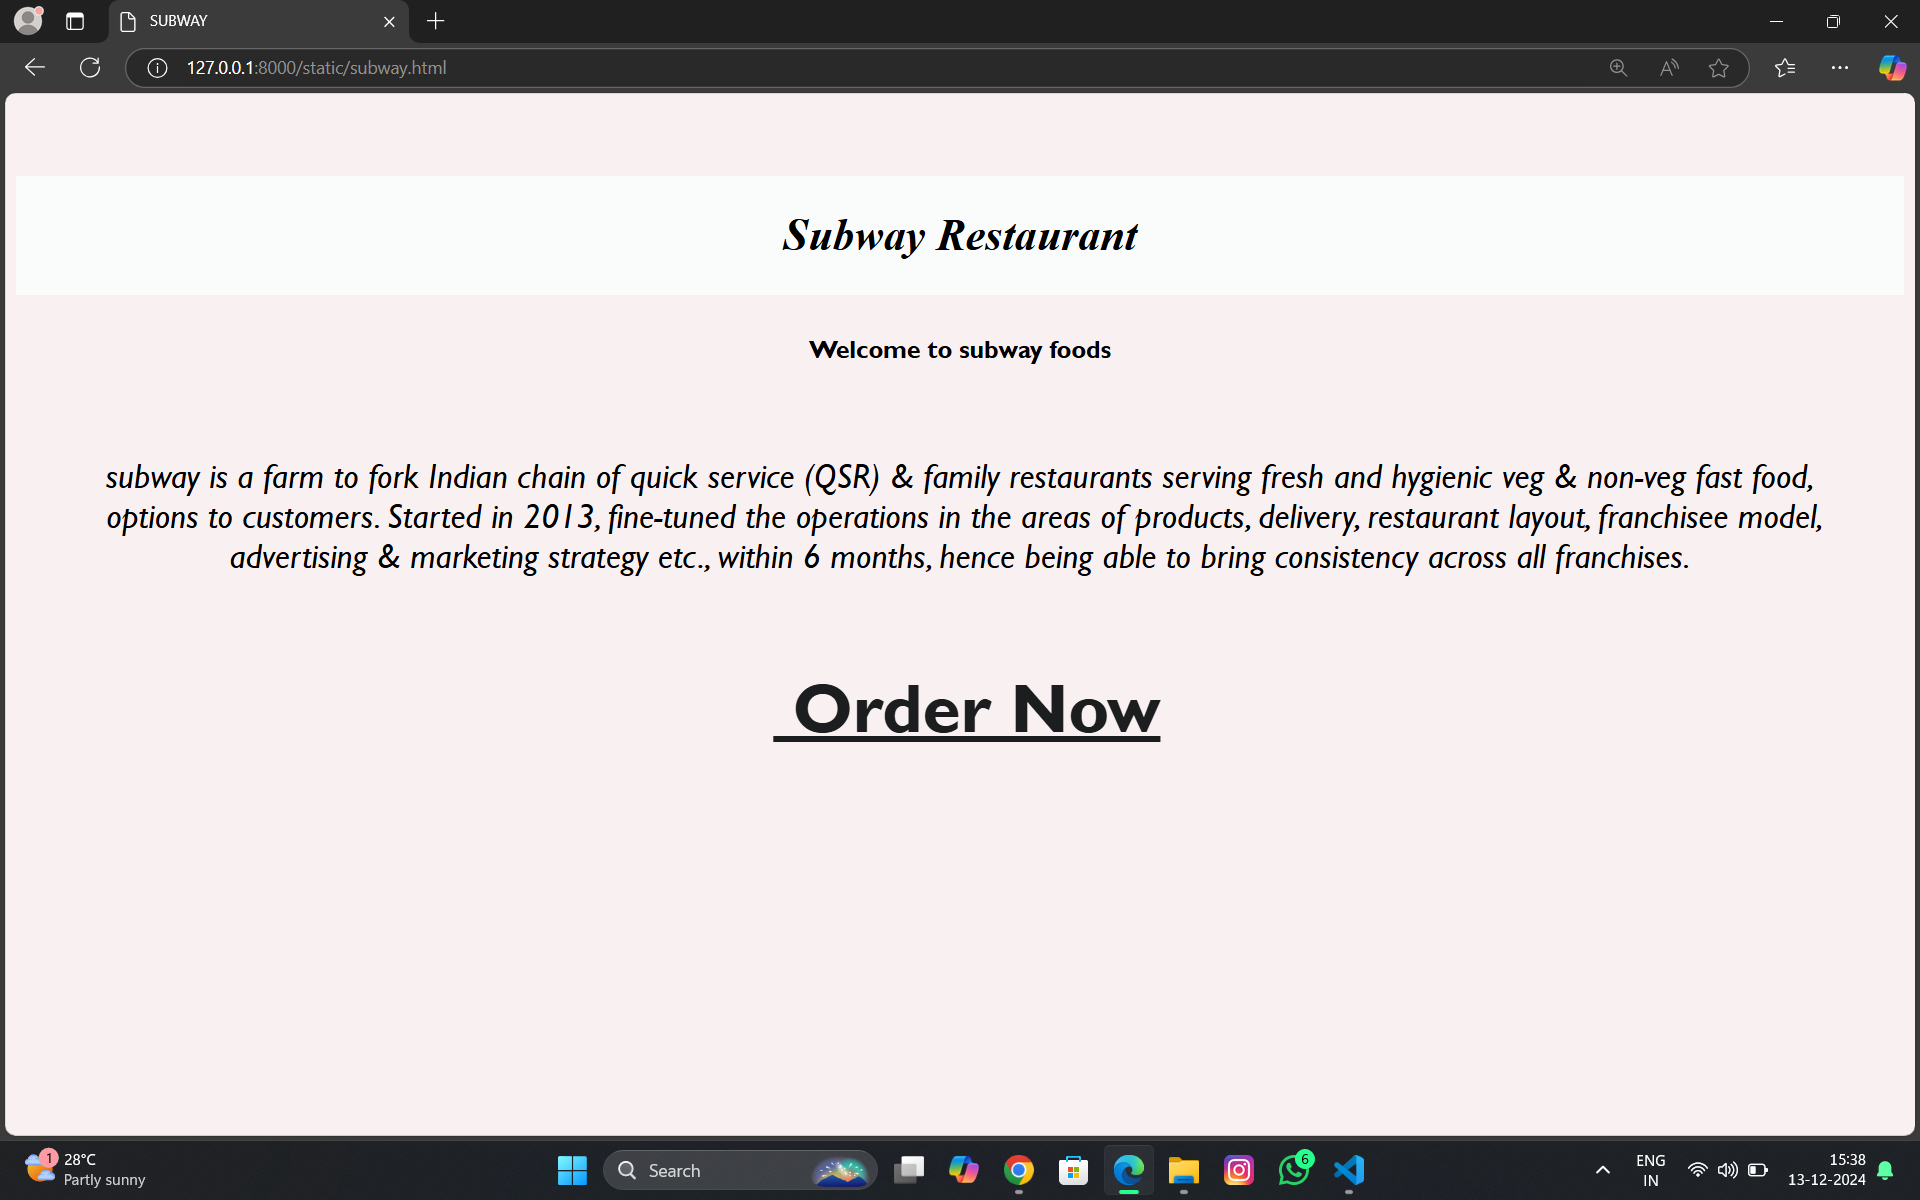 SUBWAY
127.0.0.1:8000/static/subway.html
Subway Restaurant
Welcome to subway foods
subway is a farm to fork Indian chain of quick service (QSR) & family restaurants serving fresh and hygienic veg & non-veg fast food,
options to customers. Started in 2013, fine-tuned the operations in the areas of products, delivery, restaurant layout, franchisee model,
advertising & marketing strategy etc., within 6 months, hence being able to bring consistency across all franchises.
Order Now
1
28°C
Partly sunny
Search
6
ENG
IN
15:38
13-12-2024